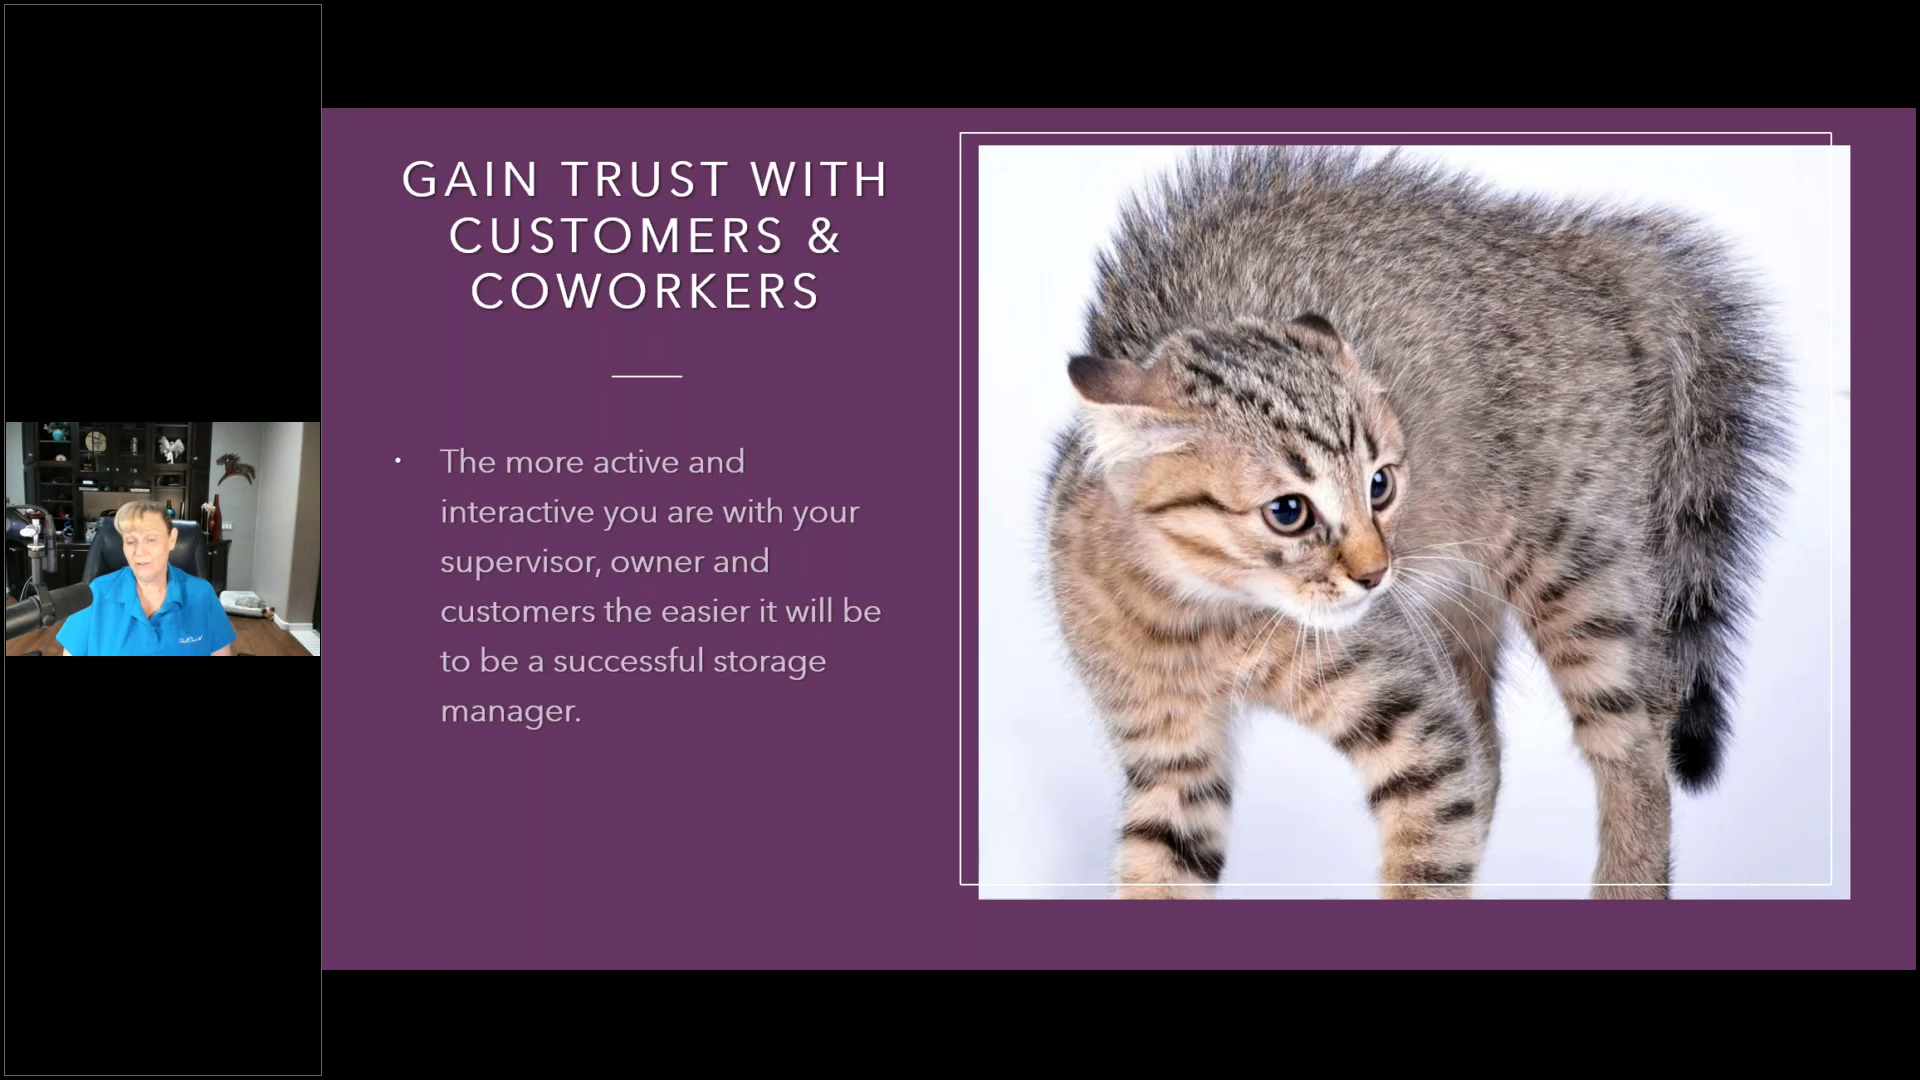 GAIN TRUST WITH
CUSTOMERS &
COWORKERS
• The more active and
interactive you are with your
supervisor, owner and
customers the easier it will be
to be a successful storage
manager.